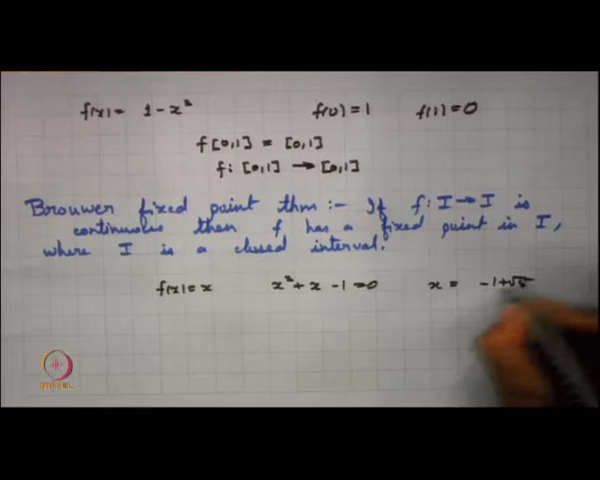 f(x) = 1 - x² f(0) = 1 f(1) = 0
f[0,1] = [0,1]
f: [0,1] → [0,1]
Brouwer fixed point thm :- If f: I → I is
continuous then f has a fixed point in I,
where I is a closed interval.
f(x) = x x² + x - 1 = 0 x = -1+√5